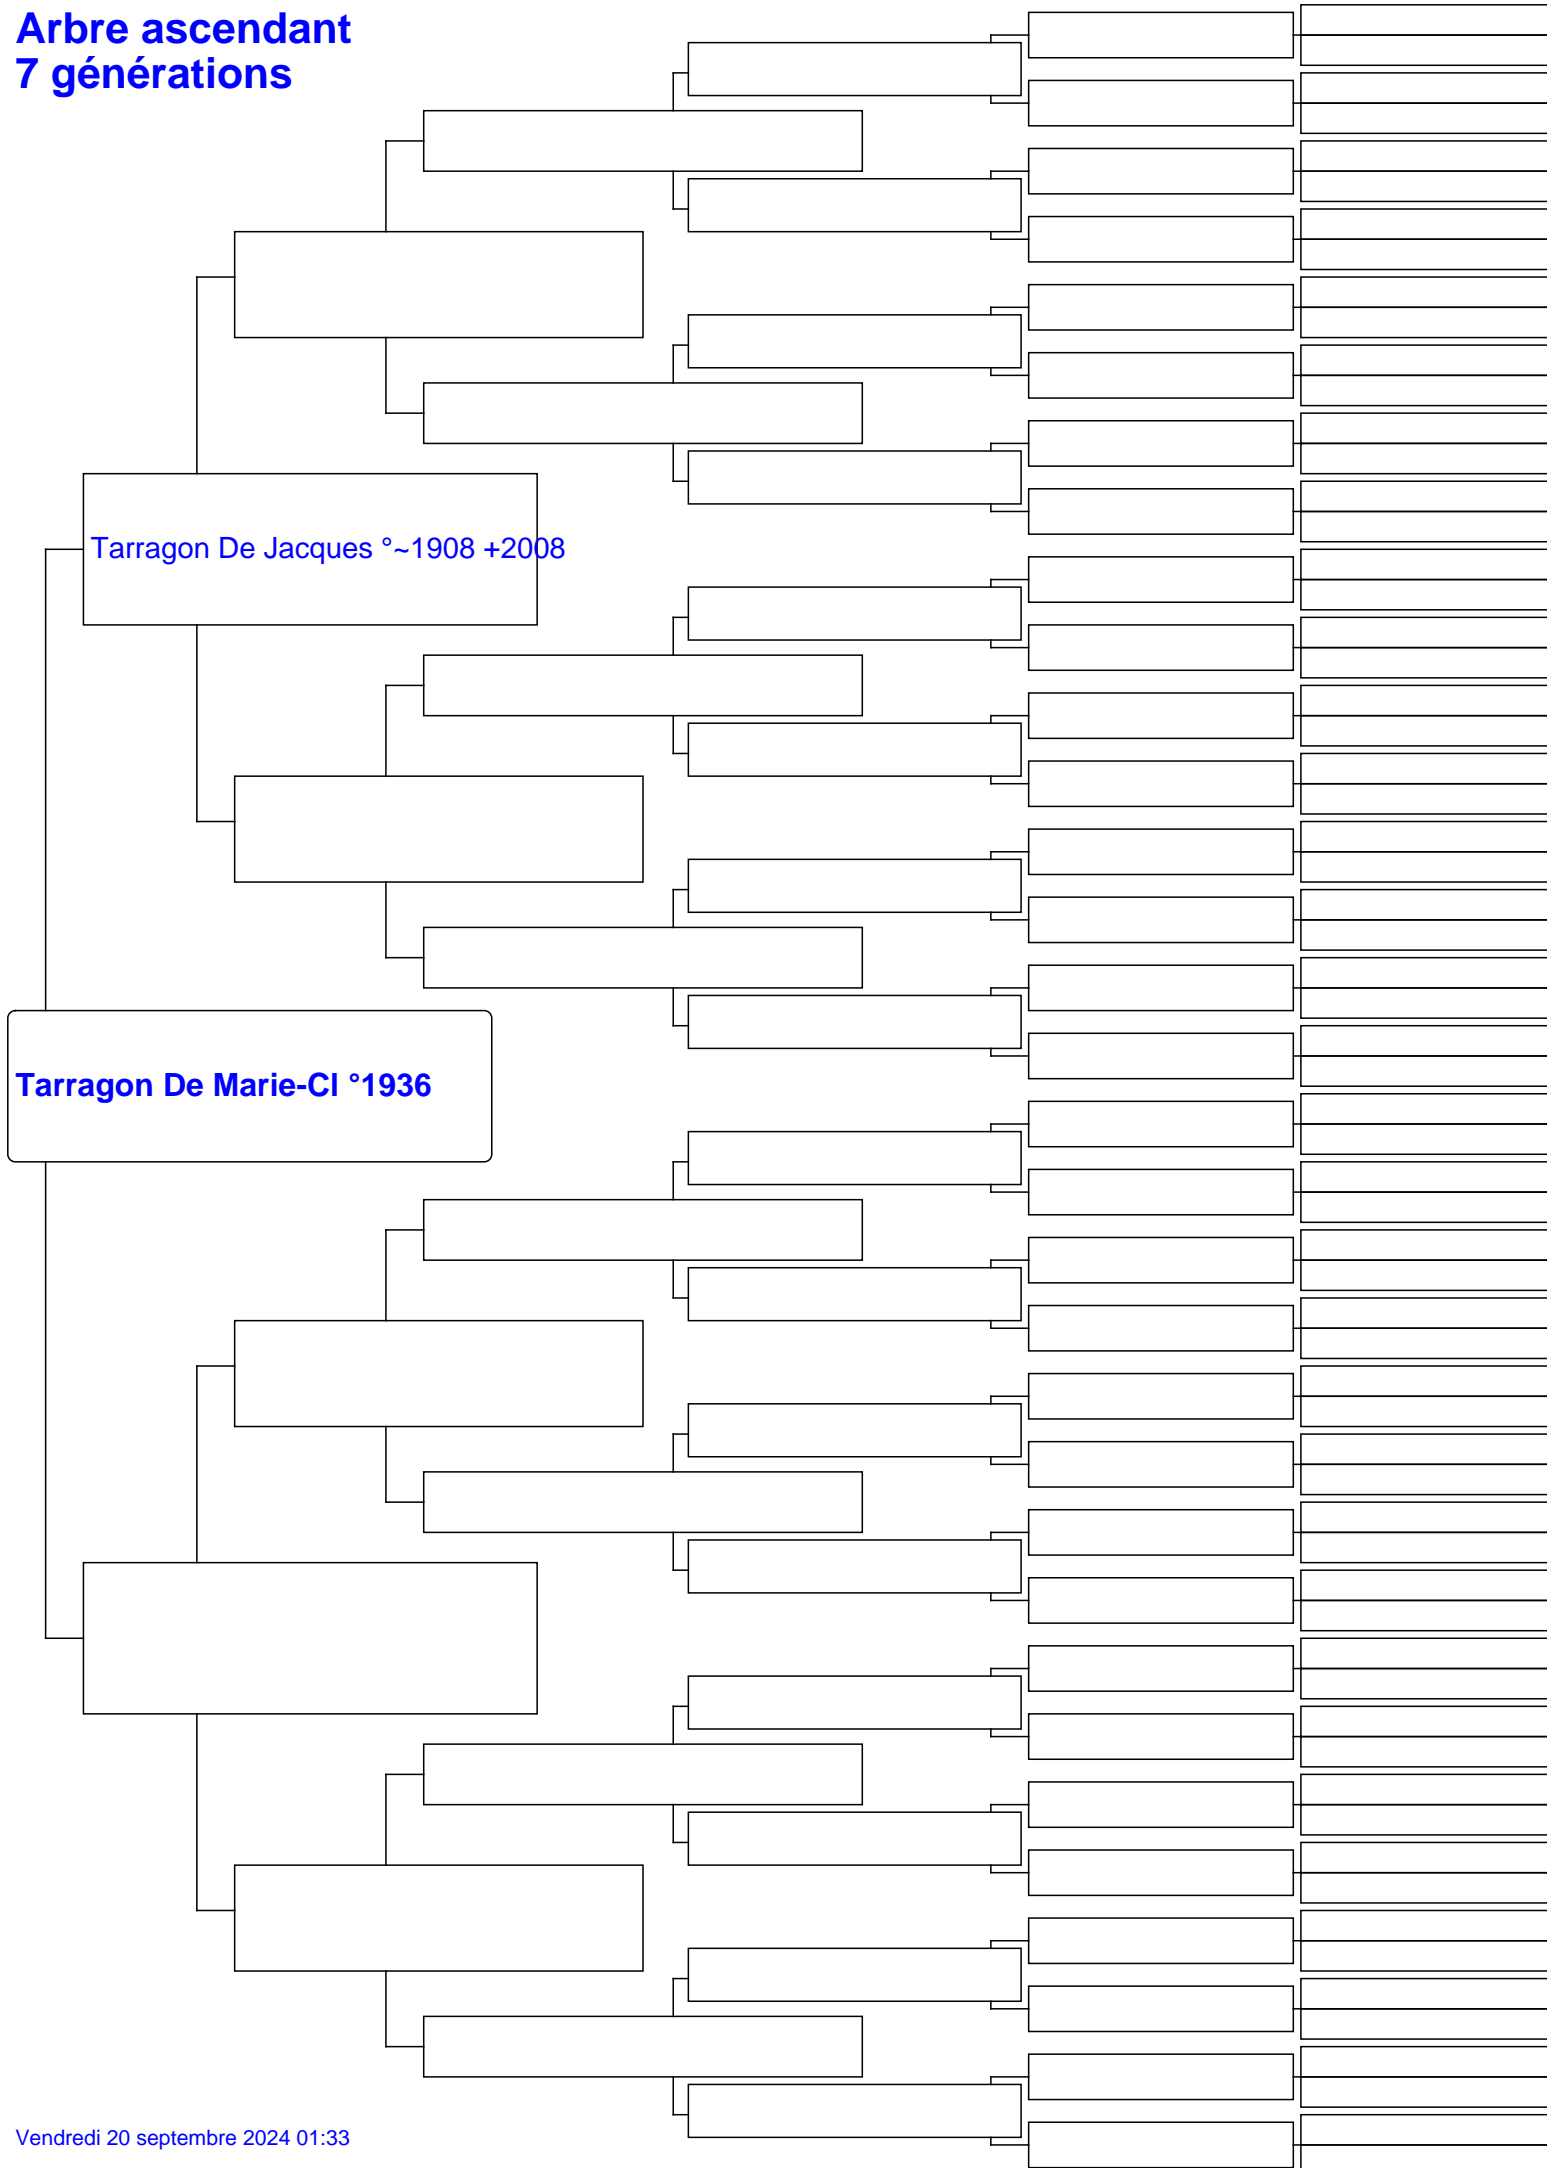 Arbre ascendant
7 générations
Tarragon De Jacques °~1908 +2008
Tarragon De Marie-Cl °1936
Vendredi 20 septembre 2024 01:33